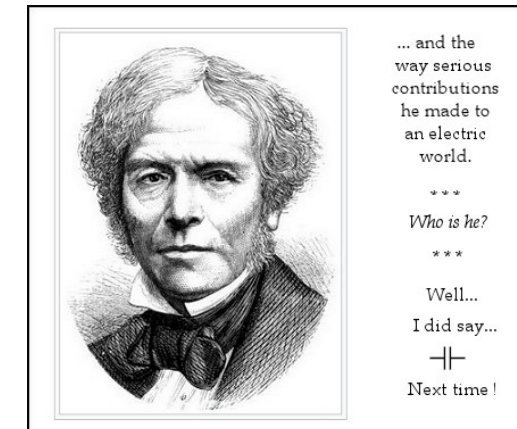 ... and the
way serious
contributions
he made to
an electric
world.
* * *
Who is he?
* * *
Well...
I did say...
Next time !